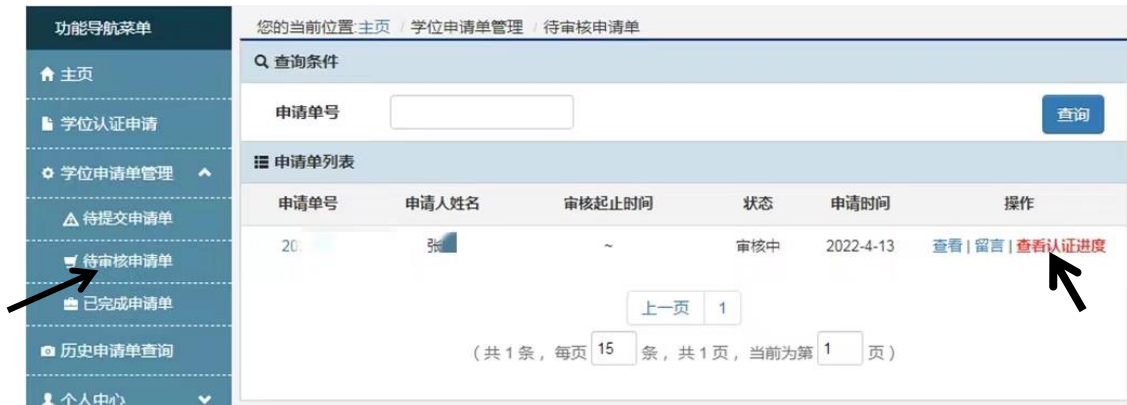 功能导航菜单
主页
学位认证申请
学位申请单管理
待提交申请单
待审核申请单
已完成申请单
历史申请单查询
个人中心
您的当前位置:主页 / 学位申请单管理 / 待审核申请单
查询条件
申请单号
查询
申请单列表
申请单号 申请人姓名 审核起止时间 状态 申请时间 操作
20 张 ~ 审核中 2022-4-13 查看 | 留言 | 查看认证进度
上一页 1
(共1条,每页 15 条,共1页,当前为第 1 页)